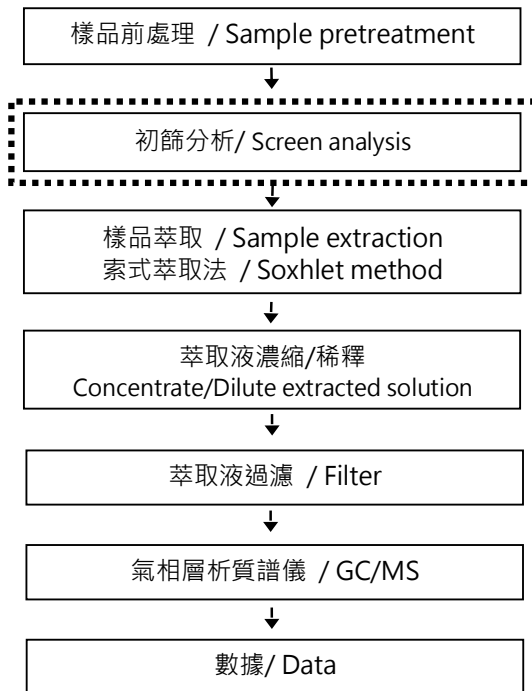 樣品前處理 / Sample pretreatment
初篩分析/ Screen analysis
樣品萃取 / Sample extraction
索式萃取法 / Soxhlet method
萃取液濃縮/稀釋
Concentrate/Dilute extracted solution
萃取液過濾 / Filter
氣相層析質譜儀 / GC/MS
數據/ Data